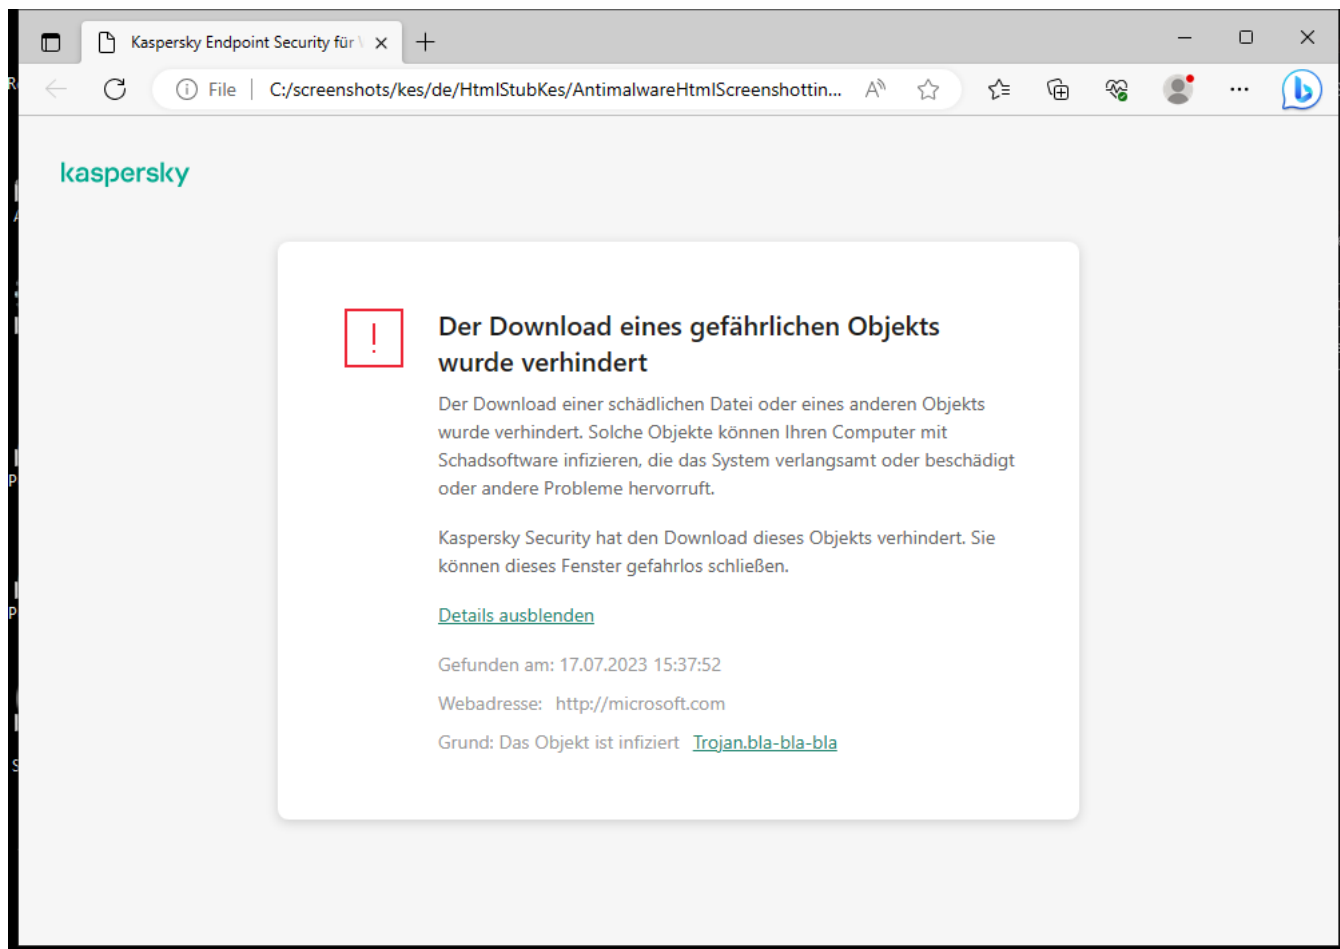 Kaspersky Endpoint Security für
File
C:/screenshots/kes/de/HtmlStubKes/AntimalwareHtmlScreenshottin...
kaspersky
Der Download eines gefährlichen Objekts
wurde verhindert
Der Download einer schädlichen Datei oder eines anderen Objekts
wurde verhindert. Solche Objekte können Ihren Computer mit
Schadsoftware infizieren, die das System verlangsamt oder beschädigt
oder andere Probleme hervorruft.
Kaspersky Security hat den Download dieses Objekts verhindert. Sie
können dieses Fenster gefahrlos schließen.
Details ausblenden
Gefunden am: 17.07.2023 15:37:52
Webadresse: http://microsoft.com
Grund: Das Objekt ist infiziert Trojan.bla-bla-bla